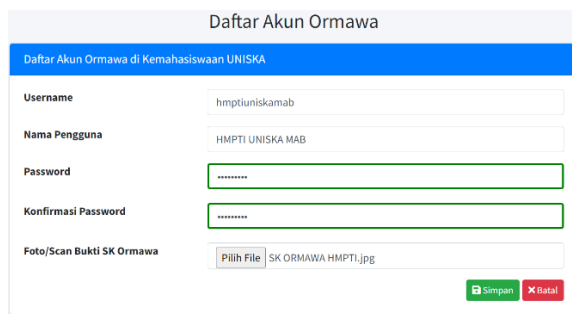 Daftar Akun Ormawa
Daftar Akun Ormawa di Kemahasiswaan UNISKA
Username hmptiuniskamab
Nama Pengguna HMPTI UNISKA MAB
Password •••••••••
Konfirmasi Password •••••••••
Foto/Scan Bukti SK Ormawa Pilih File SK ORMAWA HMPTI.jpg
Simpan Batal